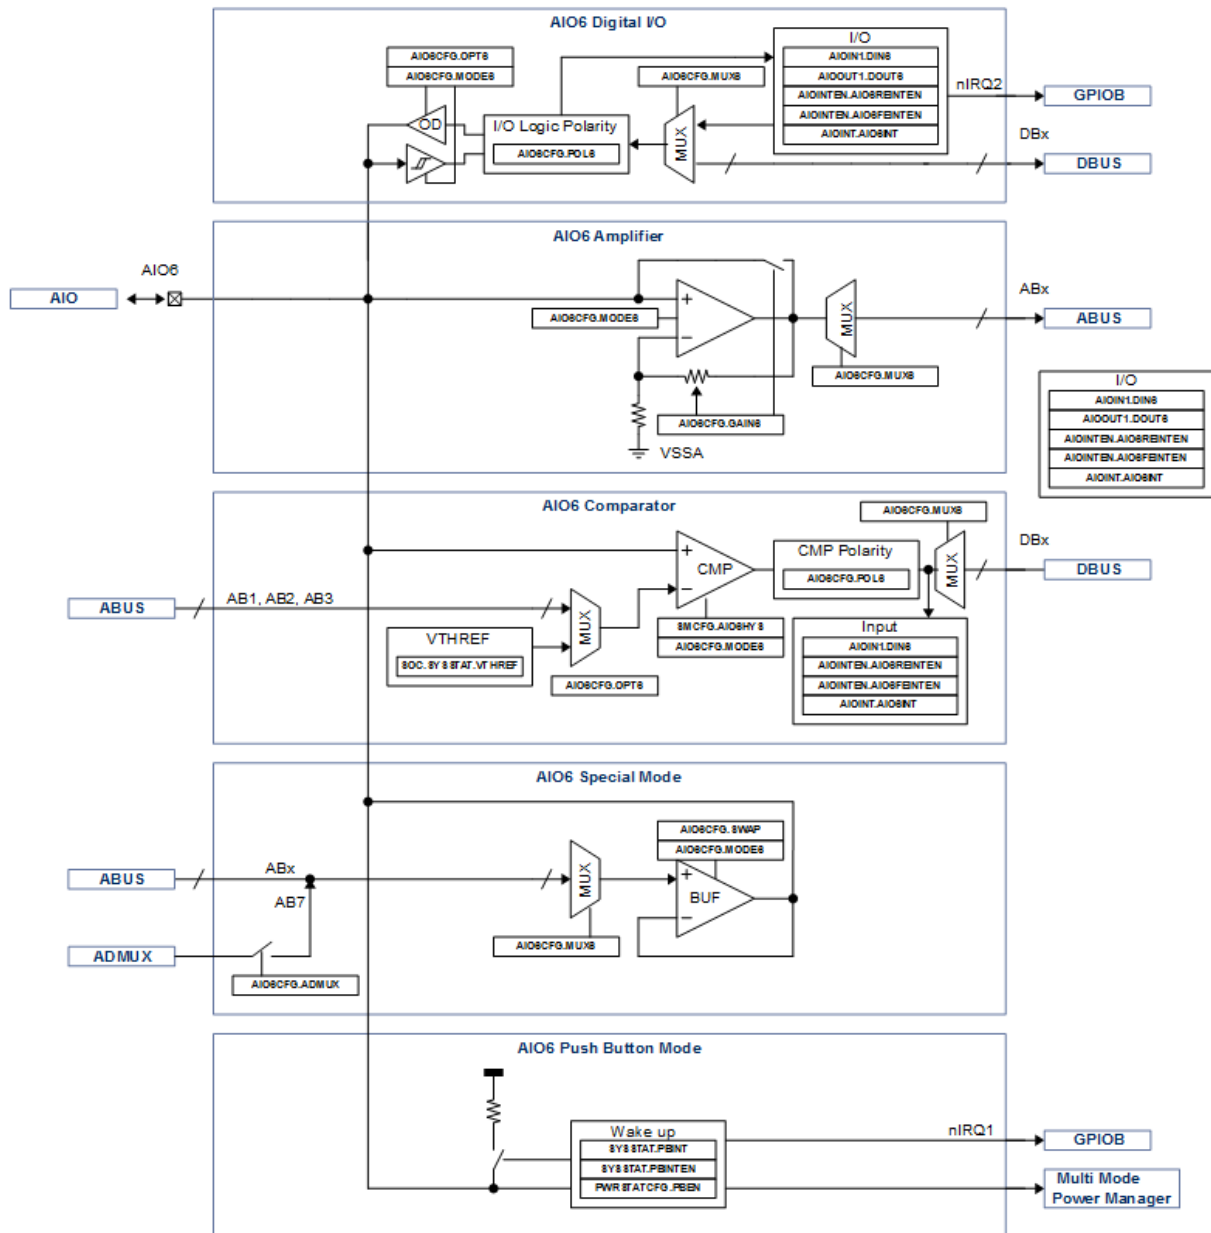 AIO6 Digital I/O
AIO6CFG.OPT6
AIO6CFG.MODE6
OD
I/O Logic Polarity
AIO6CFG.POL6
AIO6CFG.MUX6
MUX
I/O
AIOIN1.DIN6
AIOOUT1.DOUT6
AIOINTEN.AIO6REINTEN
AIOINTEN.AIO6FEINTEN
AIOINT.AIO6INT
nIRQ2
GPIOB
DBx
DBUS
AIO6 Amplifier
AIO
AIO6
AIO6CFG.MODE6
+
−
MUX
AIO6CFG.MUX6
AIO6CFG.GAIN6
VSSA
ABx
ABUS
I/O
AIOIN1.DIN6
AIOOUT1.DOUT6
AIOINTEN.AIO6REINTEN
AIOINTEN.AIO6FEINTEN
AIOINT.AIO6INT
AIO6 Comparator
ABUS
AB1, AB2, AB3
VTHREF
SOC.SYSSTAT.VTHREF
MUX
AIO6CFG.OPT6
+
CMP
−
SMCFG.AIO6HYS
AIO6CFG.MODE6
CMP Polarity
AIO6CFG.POL6
AIO6CFG.MUX6
MUX
DBx
DBUS
Input
AIOIN1.DIN6
AIOINTEN.AIO6REINTEN
AIOINTEN.AIO6FEINTEN
AIOINT.AIO6INT
AIO6 Special Mode
ABUS
ABx
AB7
ADMUX
AIO6CFG.ADMUX
MUX
AIO6CFG.MUX6
AIO6CFG.SWAP
AIO6CFG.MODE6
+
BUF
−
AIO6 Push Button Mode
Wake up
SYSSTAT.PBINT
SYSSTAT.PBINTEN
PWRSTATCFG.PBEN
nIRQ1
GPIOB
Multi Mode
Power Manager